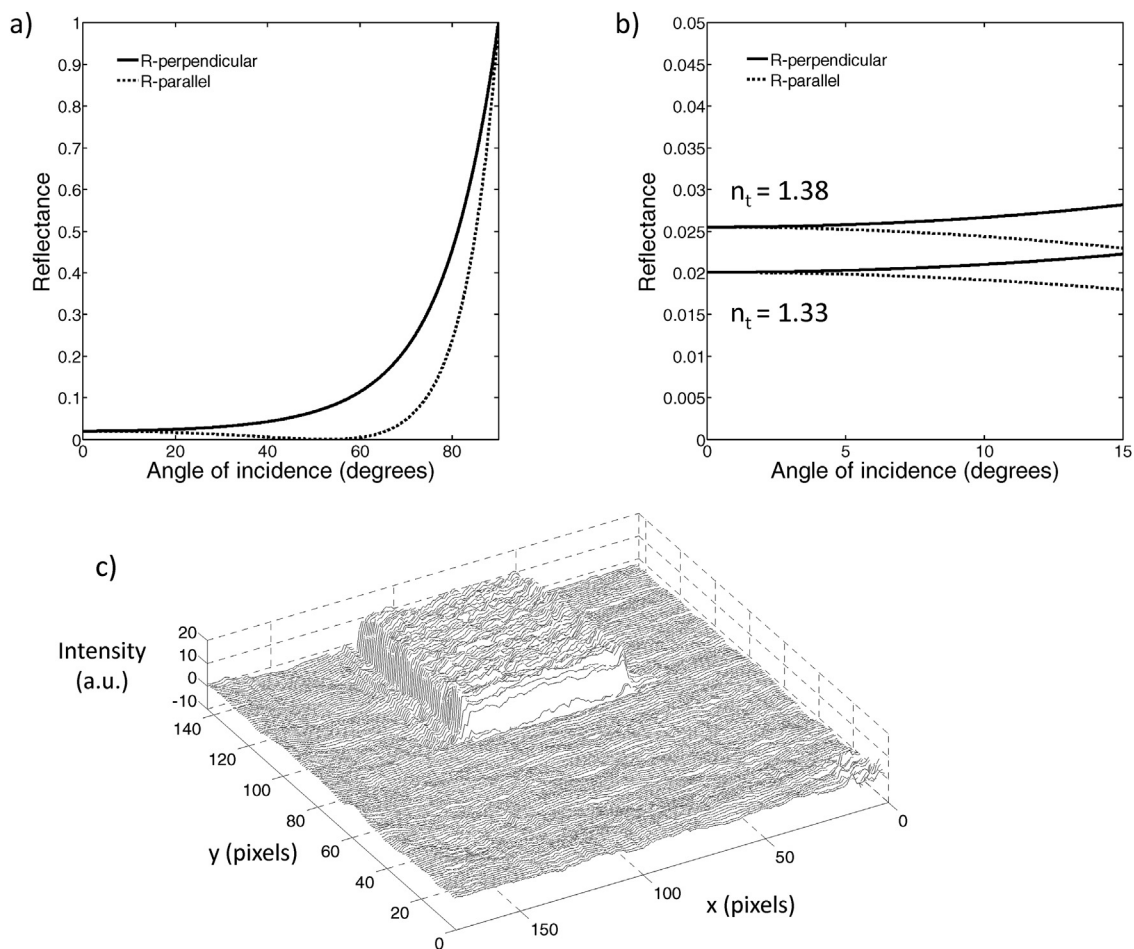 a)
1
0.9
0.8
0.7
0.6
0.5
0.4
0.3
0.2
0.1
0
Reflectance
R-perpendicular
R-parallel
0 20 40 60 80
Angle of incidence (degrees)
b)
0.05
0.045
0.04
0.035
0.03
0.025
0.02
0.015
0.01
0.005
0
Reflectance
R-perpendicular
R-parallel
nt = 1.38
nt = 1.33
0 5 10 15
Angle of incidence (degrees)
c)
Intensity
(a.u.)
20
10
0
-10
140
120
100
80
60
40
20
0
y (pixels)
0
50
100
150
x (pixels)